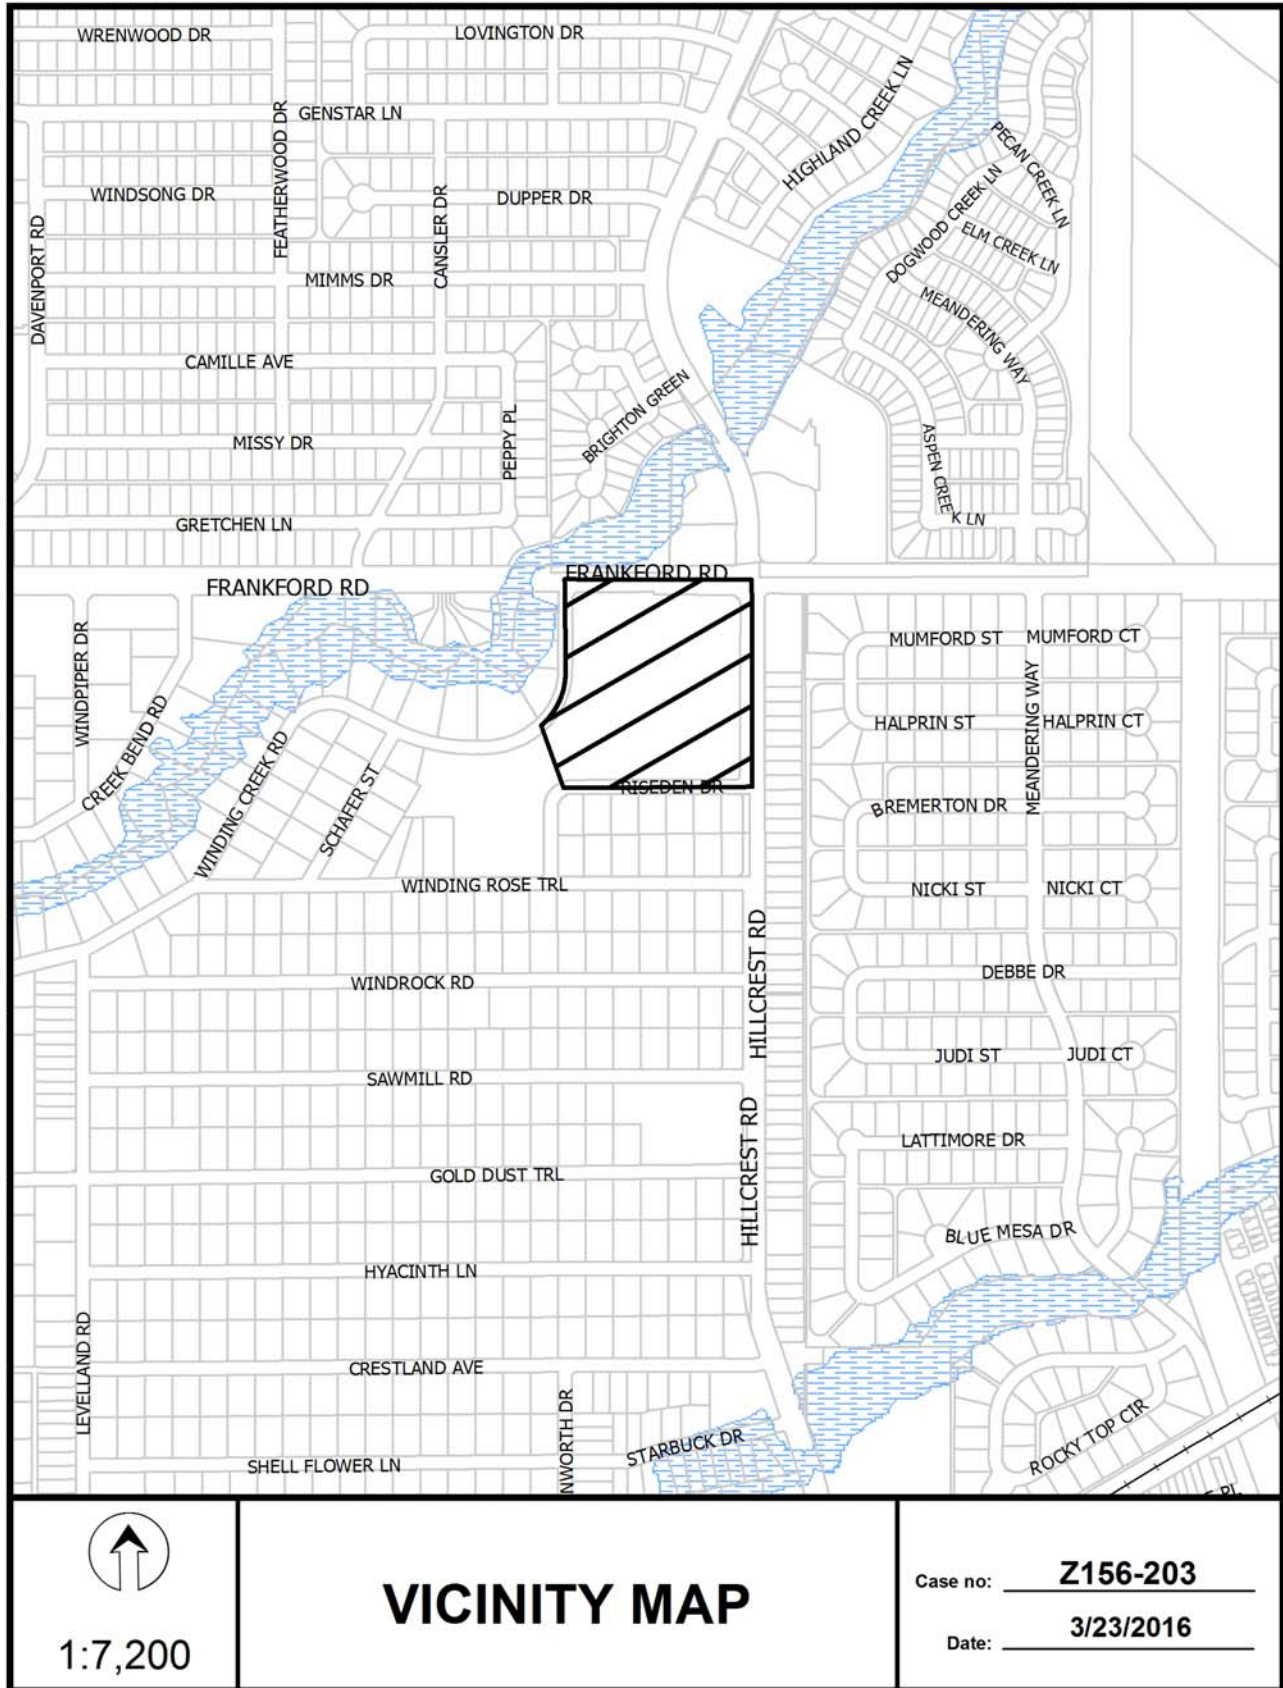 WRENWOOD DR
LOVINGTON DR
HIGHLAND CREEK LN
GENSTAR LN
FEATHERWOOD DR
PECAN CREEK LN
WINDSONG DR
CANSLER DR
DUPPER DR
DOGWOOD CREEK LN
ELM CREEK LN
DAVENPORT RD
MIMMS DR
MEANDERING WAY
CAMILLE AVE
BRIGHTON GREEN
MISSY DR
PEPPY PL
ASPEN CREEK LN
GRETCHEN LN
FRANKFORD RD
FRANKFORD RD
WINDPIPER DR
MUMFORD ST
MUMFORD CT
MEANDERING WAY
CREEK BEND RD
HALPRIN ST
HALPRIN CT
WINDING CREEK RD
SCHAFER ST
RISEDEN DR
BREMERTON DR
WINDING ROSE TRL
NICKI ST
NICKI CT
HILLCREST RD
WINDROCK RD
DEBBE DR
SAWMILL RD
JUDI ST
JUDI CT
HILLCREST RD
LATTIMORE DR
GOLD DUST TRL
BLUE MESA DR
HYACINTH LN
LEVELLAND RD
CRESTLAND AVE
NWORTH DR
STARBUCK DR
ROCKY TOP CIR
SHELL FLOWER LN
PL
1:7,200
VICINITY MAP
Case no: Z156-203
Date: 3/23/2016